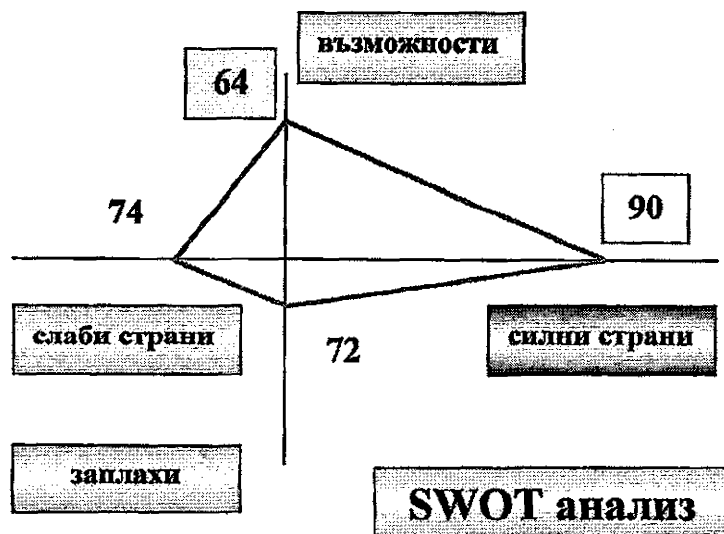 възможности
64
74
90
слаби страни
72
силни страни
заплахи
SWOT анализ